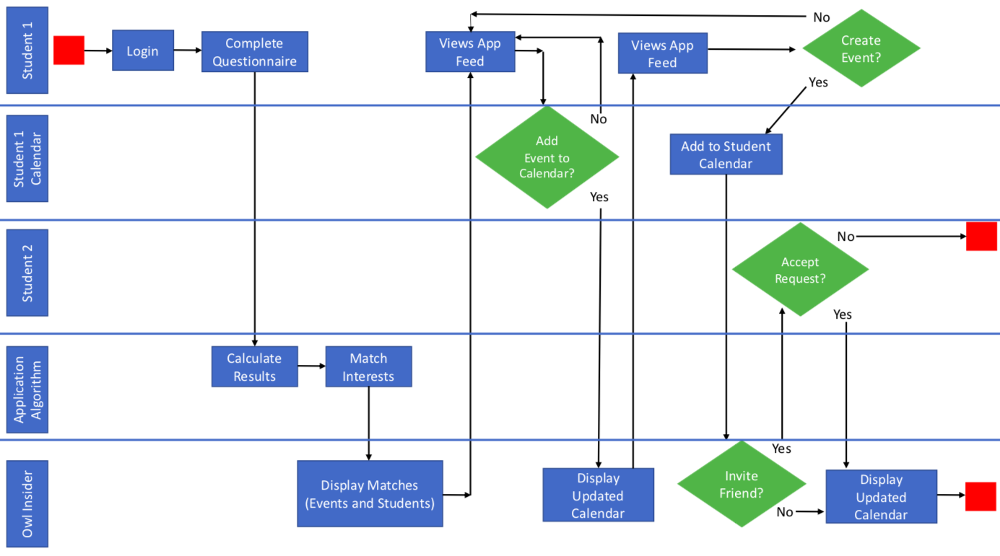 Student 1
Login
Complete
Questionnaire
Views App
Feed
Views App
Feed
No
Create
Event?
Yes
Student 1
Calendar
Add
Event to
Calendar?
No
Yes
Add to Student
Calendar
Student 2
Accept
Request?
No
Yes
Application
Algorithm
Calculate
Results
Match
Interests
Owl Insider
Display Matches
(Events and Students)
Display
Updated
Calendar
Invite
Friend?
Yes
No
Display
Updated
Calendar